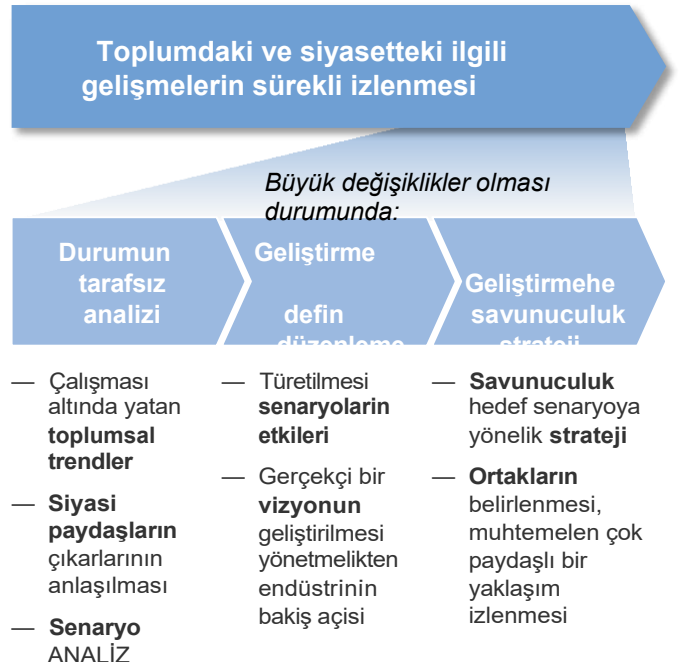 Toplumdaki ve siyasetteki ilgili
gelişmelerin sürekli izlenmesi
Büyük değişiklikler olması
durumunda:
Durumun
tarafsız
analizi
Geliştirme
defin
düzenleme
Geliştirmehe
savunuculuk
strateji
— Çalışması
altında yatan
toplumsal
trendler
— Siyasi
paydaşların
çıkarlarının
anlaşılması
— Senaryo
ANALİZ
— Türetilmesi
senaryolarin
etkileri
— Gerçekçi bir
vizyonun
geliştirilmesi
yönetmelikten
endüstrinin
bakiş açisi
— Savunuculuk
hedef senaryoya
yönelik strateji
— Ortakların
belirlenmesi,
muhtemelen çok
paydaşlı bir
yaklaşım
izlenmesi